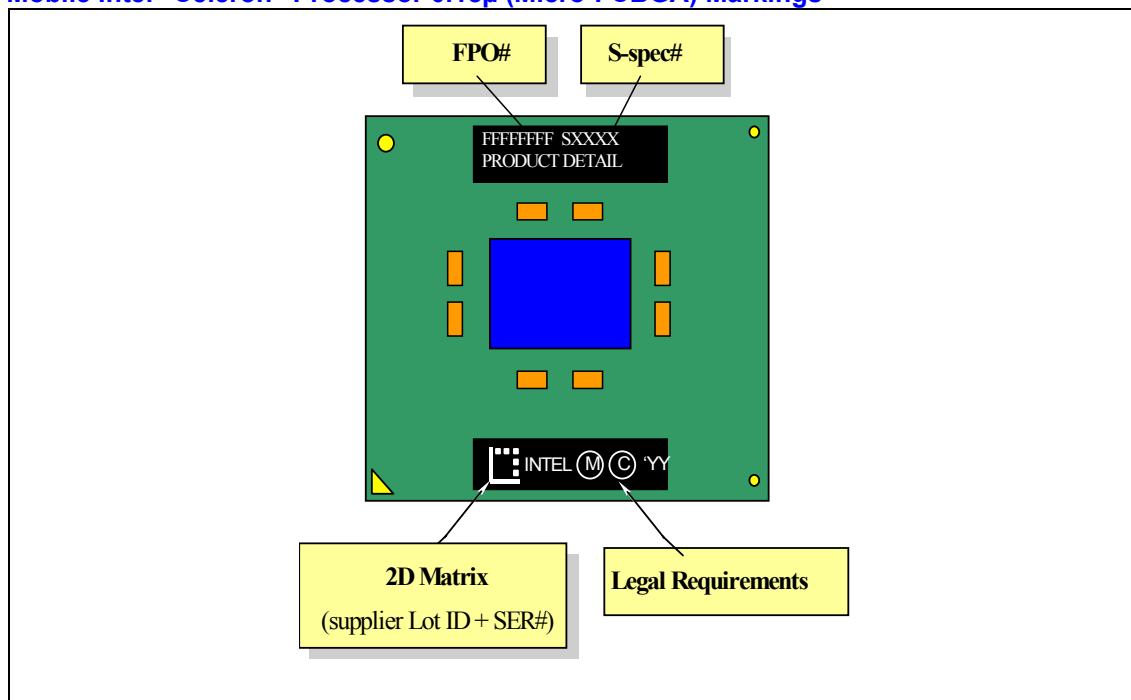 FPO# S-spec#
FFFFFFFF SXXXX
PRODUCT DETAIL
INTEL M C 'YY
2D Matrix
(supplier Lot ID + SER#)
Legal Requirements